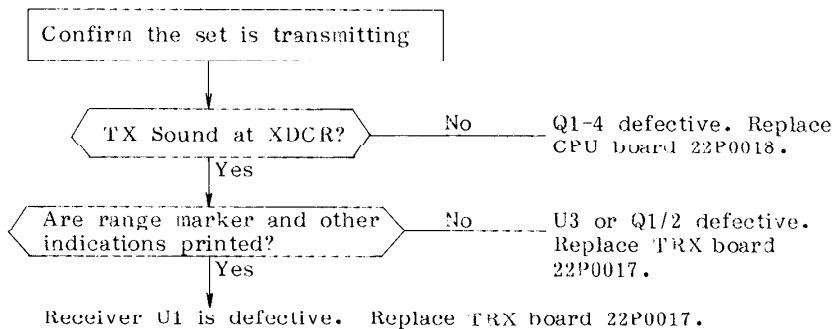 Confirm the set is transmitting
TX Sound at XDCR?
No
Q1-4 defective. Replace
CPU board 22P0018.
Yes
Are range marker and other
indications printed?
No
U3 or Q1/2 defective.
Replace TRX board
22P0017.
Yes
Receiver U1 is defective. Replace TRX board 22P0017.